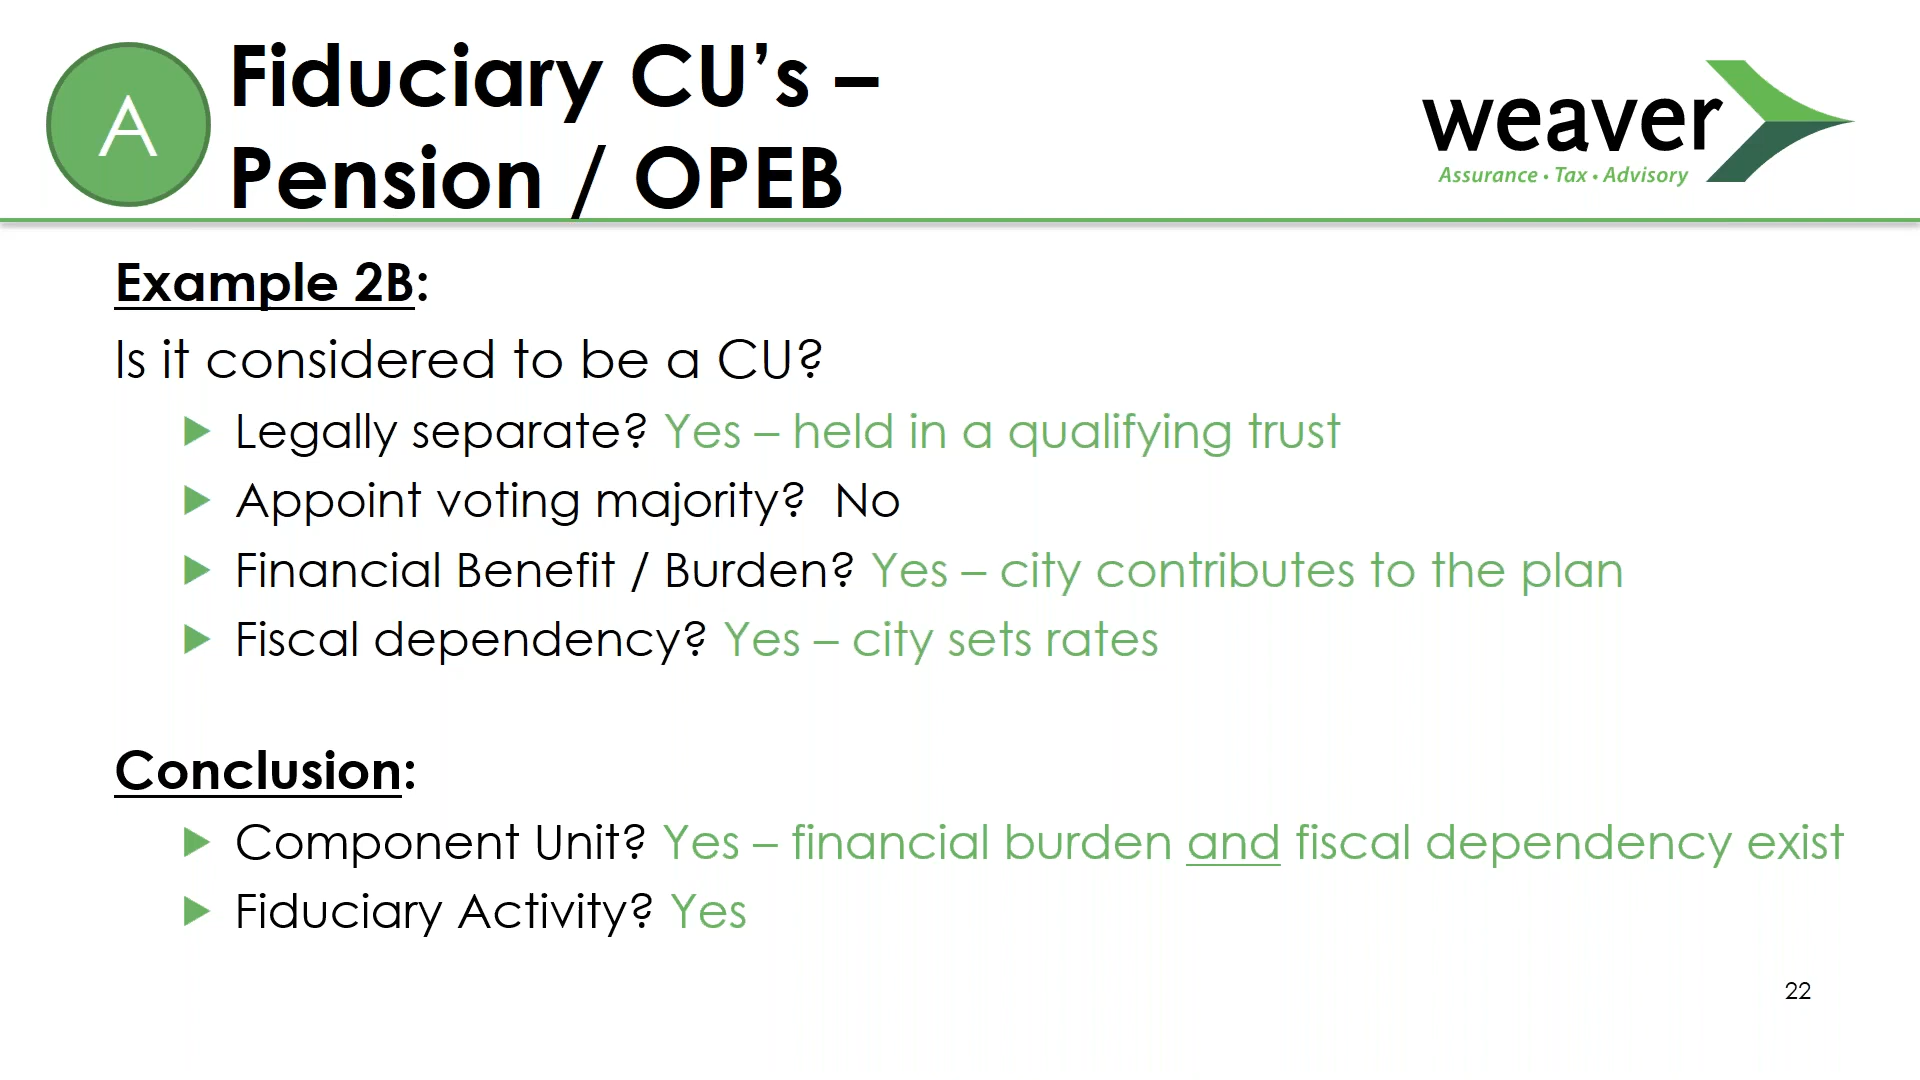 A
Fiduciary CU’s –
Pension / OPEB
weaver
Assurance • Tax • Advisory
Example 2B:
Is it considered to be a CU?
Legally separate? Yes – held in a qualifying trust
Appoint voting majority?  No
Financial Benefit / Burden? Yes – city contributes to the plan
Fiscal dependency? Yes – city sets rates
Conclusion:
Component Unit? Yes – financial burden and fiscal dependency exist
Fiduciary Activity? Yes
22